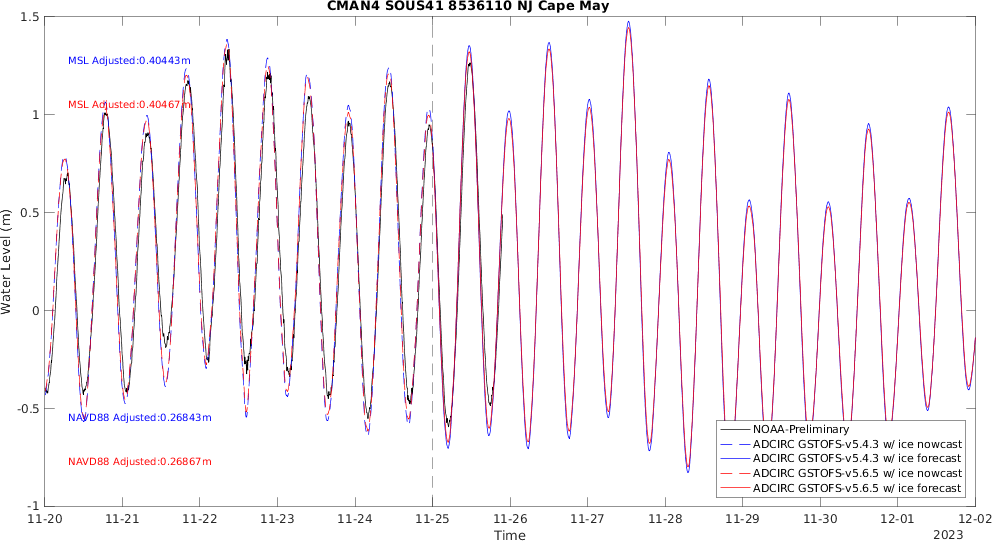 CMAN4 SOUS41 8536110 NJ Cape May
1.5
MSL Adjusted:0.40443m
MSL Adjusted:0.40467m
1
0.5
Water Level (m)
0
-0.5
NAVD88 Adjusted:0.26843m
NAVD88 Adjusted:0.26867m
-1
NOAA-Preliminary
ADCIRC GSTOFS-v5.4.3 w/ ice nowcast
ADCIRC GSTOFS-v5.4.3 w/ ice forecast
ADCIRC GSTOFS-v5.6.5 w/ ice nowcast
ADCIRC GSTOFS-v5.6.5 w/ ice forecast
11-20 11-21 11-22 11-23 11-24 11-25 11-26 11-27 11-28 11-29 11-30 12-01 12-02
Time
2023